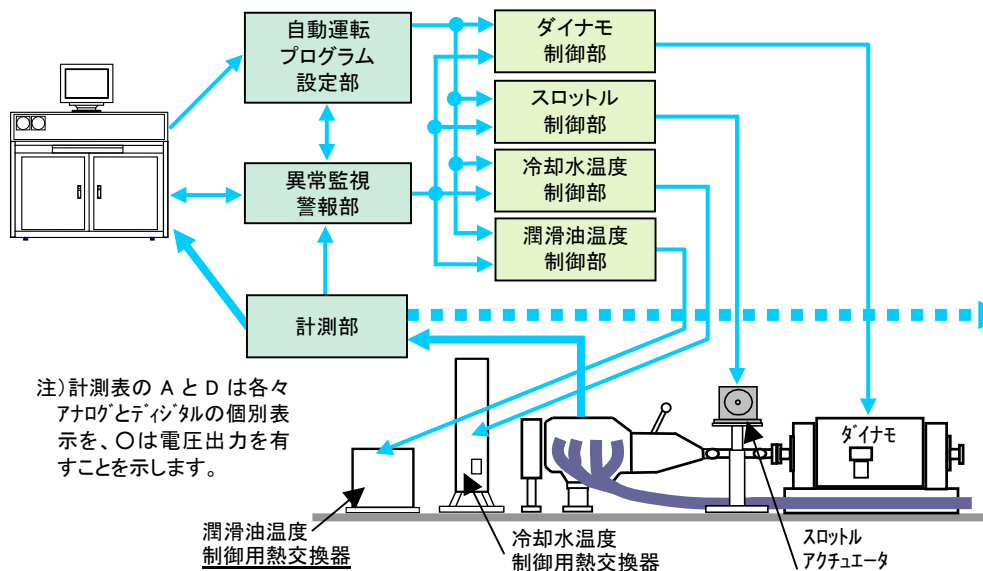 自動運転
プログラム
設定部
異常監視
警報部
計測部
ダイナモ
制御部
スロットル
制御部
冷却水温度
制御部
潤滑油温度
制御部
注)計測表の A と D は各々
ｱﾅﾛｸﾞとﾃﾞｨｼﾞﾀﾙの個別表
示を、○は電圧出力を有
すことを示します。
ﾀﾞｲﾅﾓ
潤滑油温度
制御用熱交換器
冷却水温度
制御用熱交換器
ｽﾛｯﾄﾙ
ｱｸﾁｭｴｰﾀ